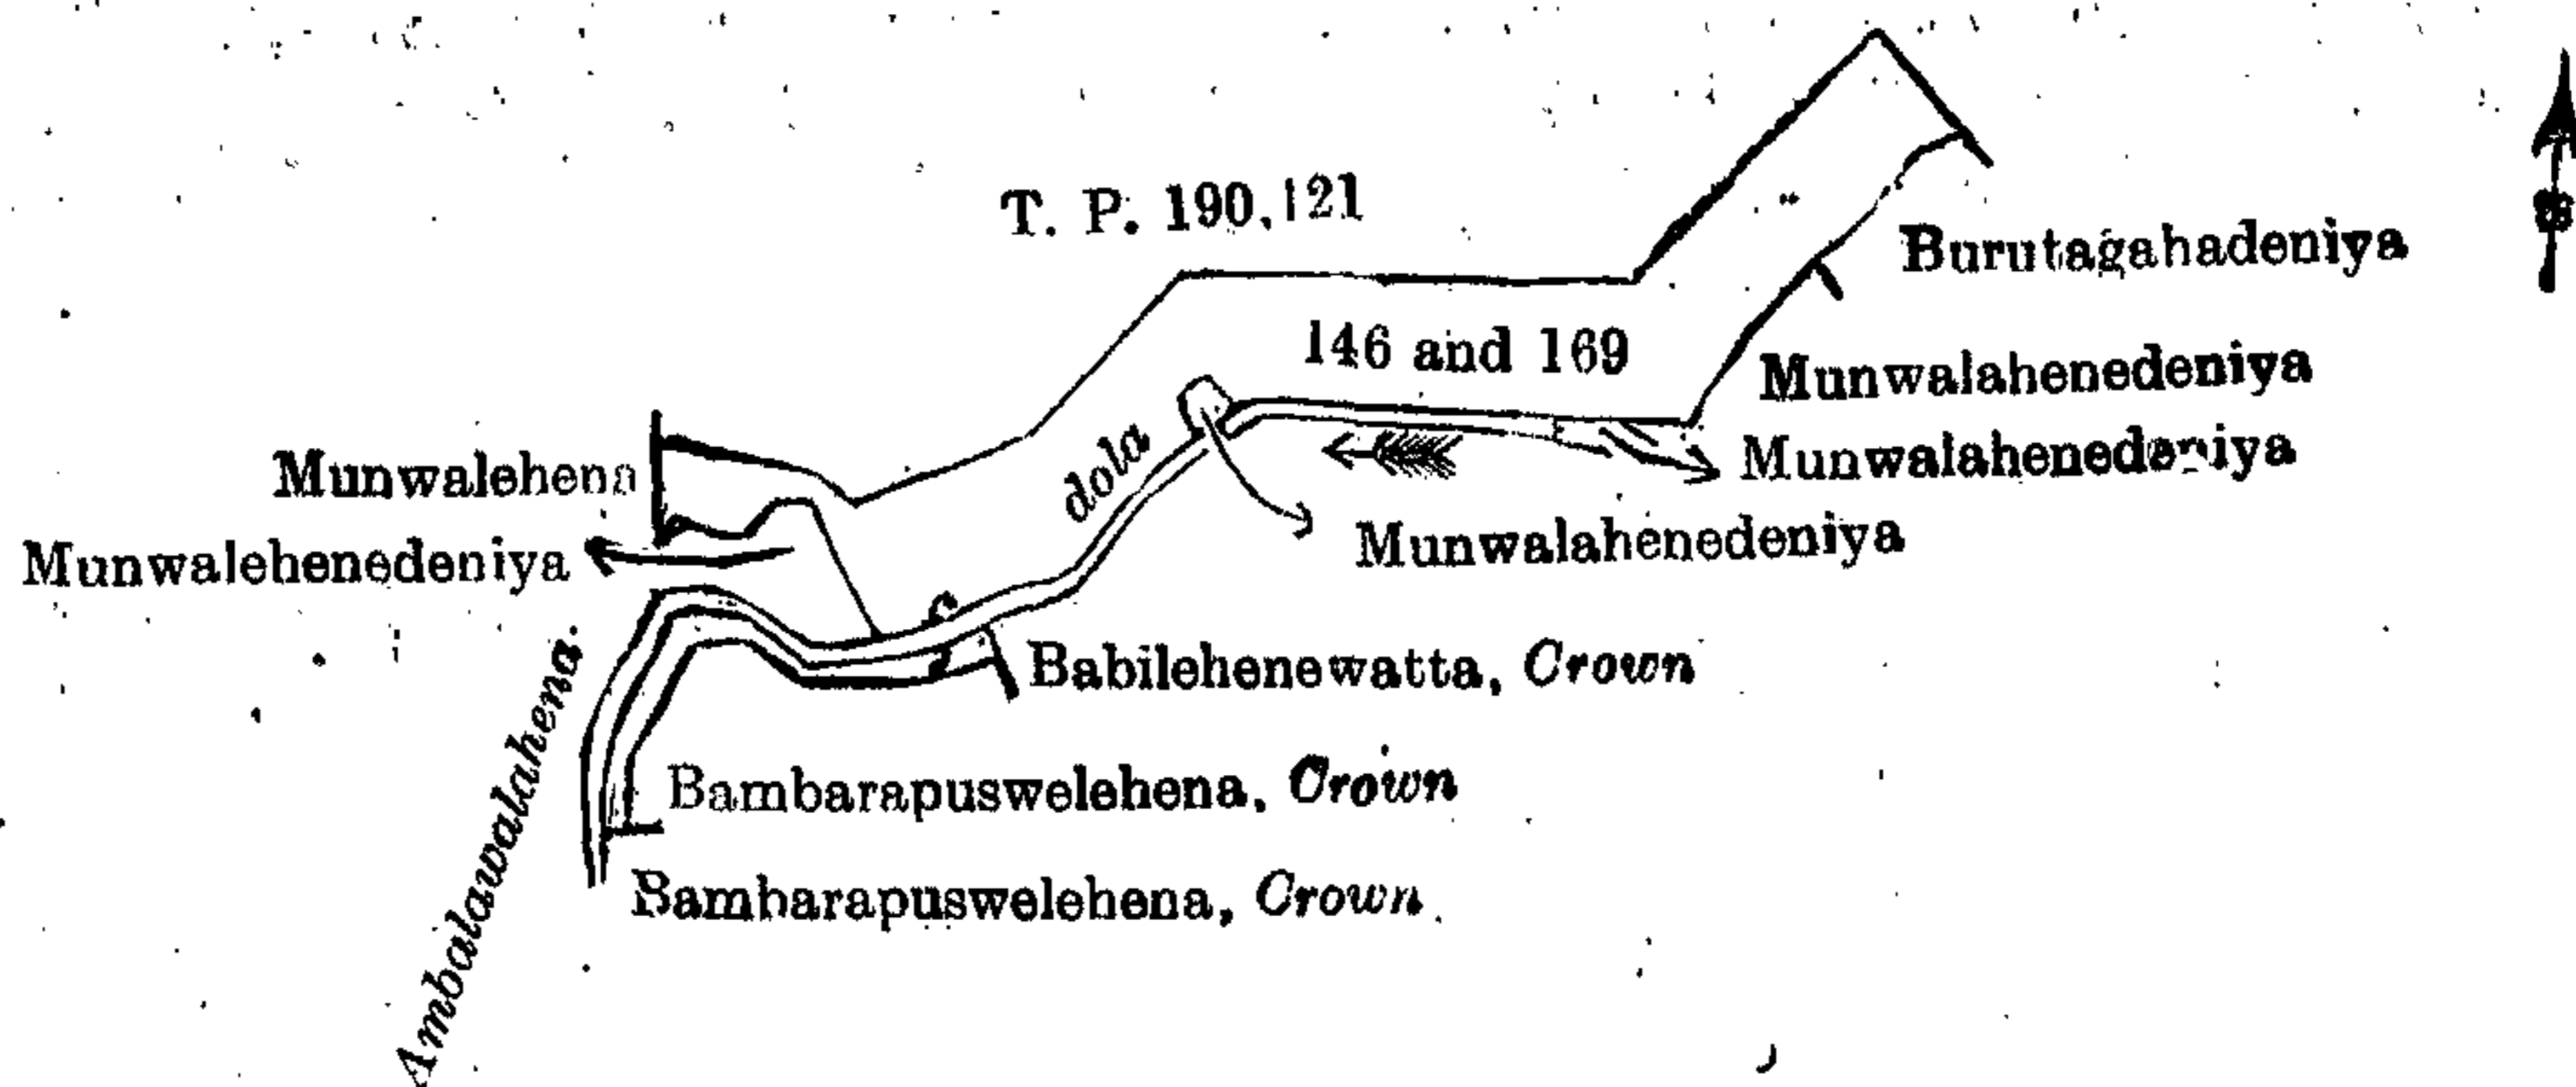 T. P. 190,121
Burutagahadeniya
146 and 169
Munwalahenedeniya
Munwalehena
dola
Munwalahenedeniya
Munwalehenedeniya
Munwalahenedeniya
Babilehenewatta, Crown
Ambalawalahena.
Bambarapuswelehena, Crown
Bambarapuswelehena, Crown.